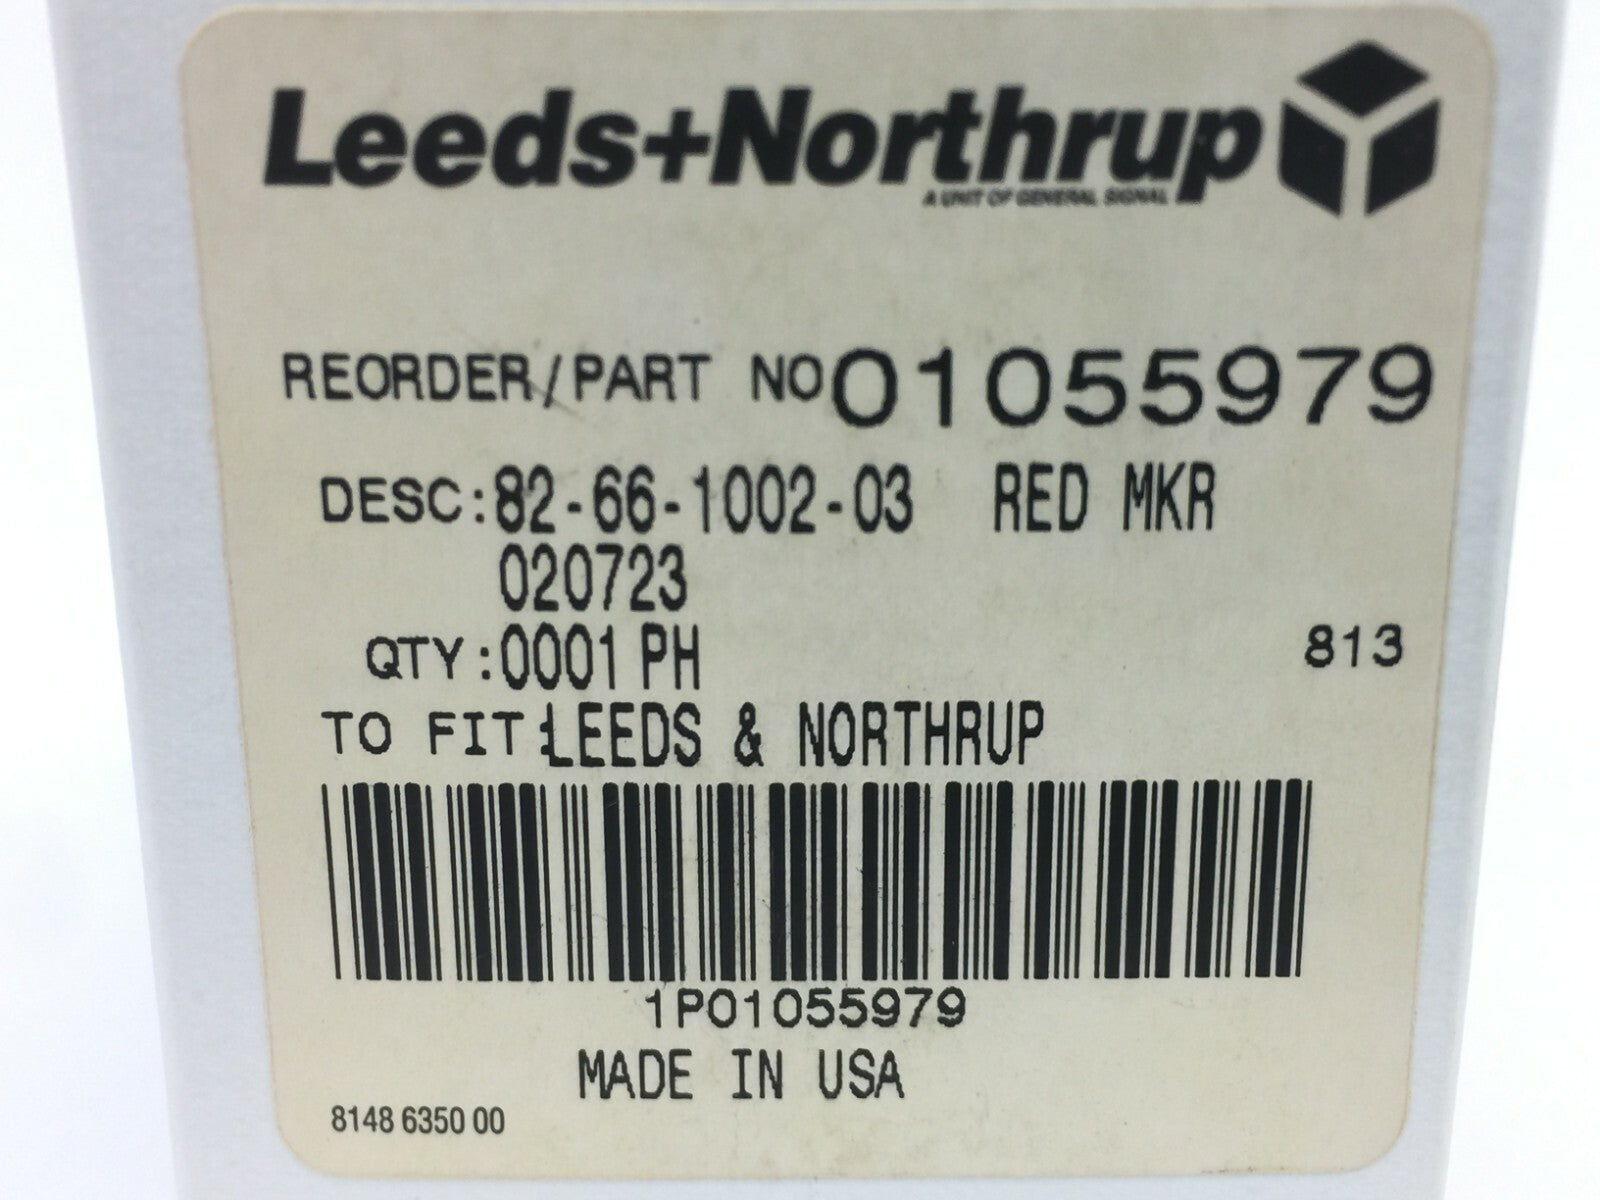 Leeds+Northrup
A UNIT OF GENERAL SIGNAL
REORDER/PART NO 01055979
DESC: 82-66-1002-03 RED MKR
020723
QTY: 0001 PH 813
TO FIT: LEEDS & NORTHRUP
1P01055979
MADE IN USA
8148 6350 00